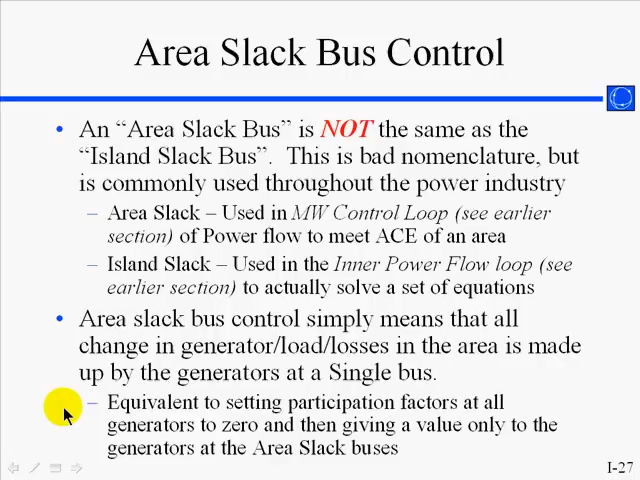 Area Slack Bus Control
• An “Area Slack Bus” is NOT the same as the
“Island Slack Bus”. This is bad nomenclature, but
is commonly used throughout the power industry
– Area Slack – Used in MW Control Loop (see earlier
section) of Power flow to meet ACE of an area
– Island Slack – Used in the Inner Power Flow loop (see
earlier section) to actually solve a set of equations
• Area slack bus control simply means that all
change in generator/load/losses in the area is made
up by the generators at a Single bus.
– Equivalent to setting participation factors at all
generators to zero and then giving a value only to the
generators at the Area Slack buses
I-27